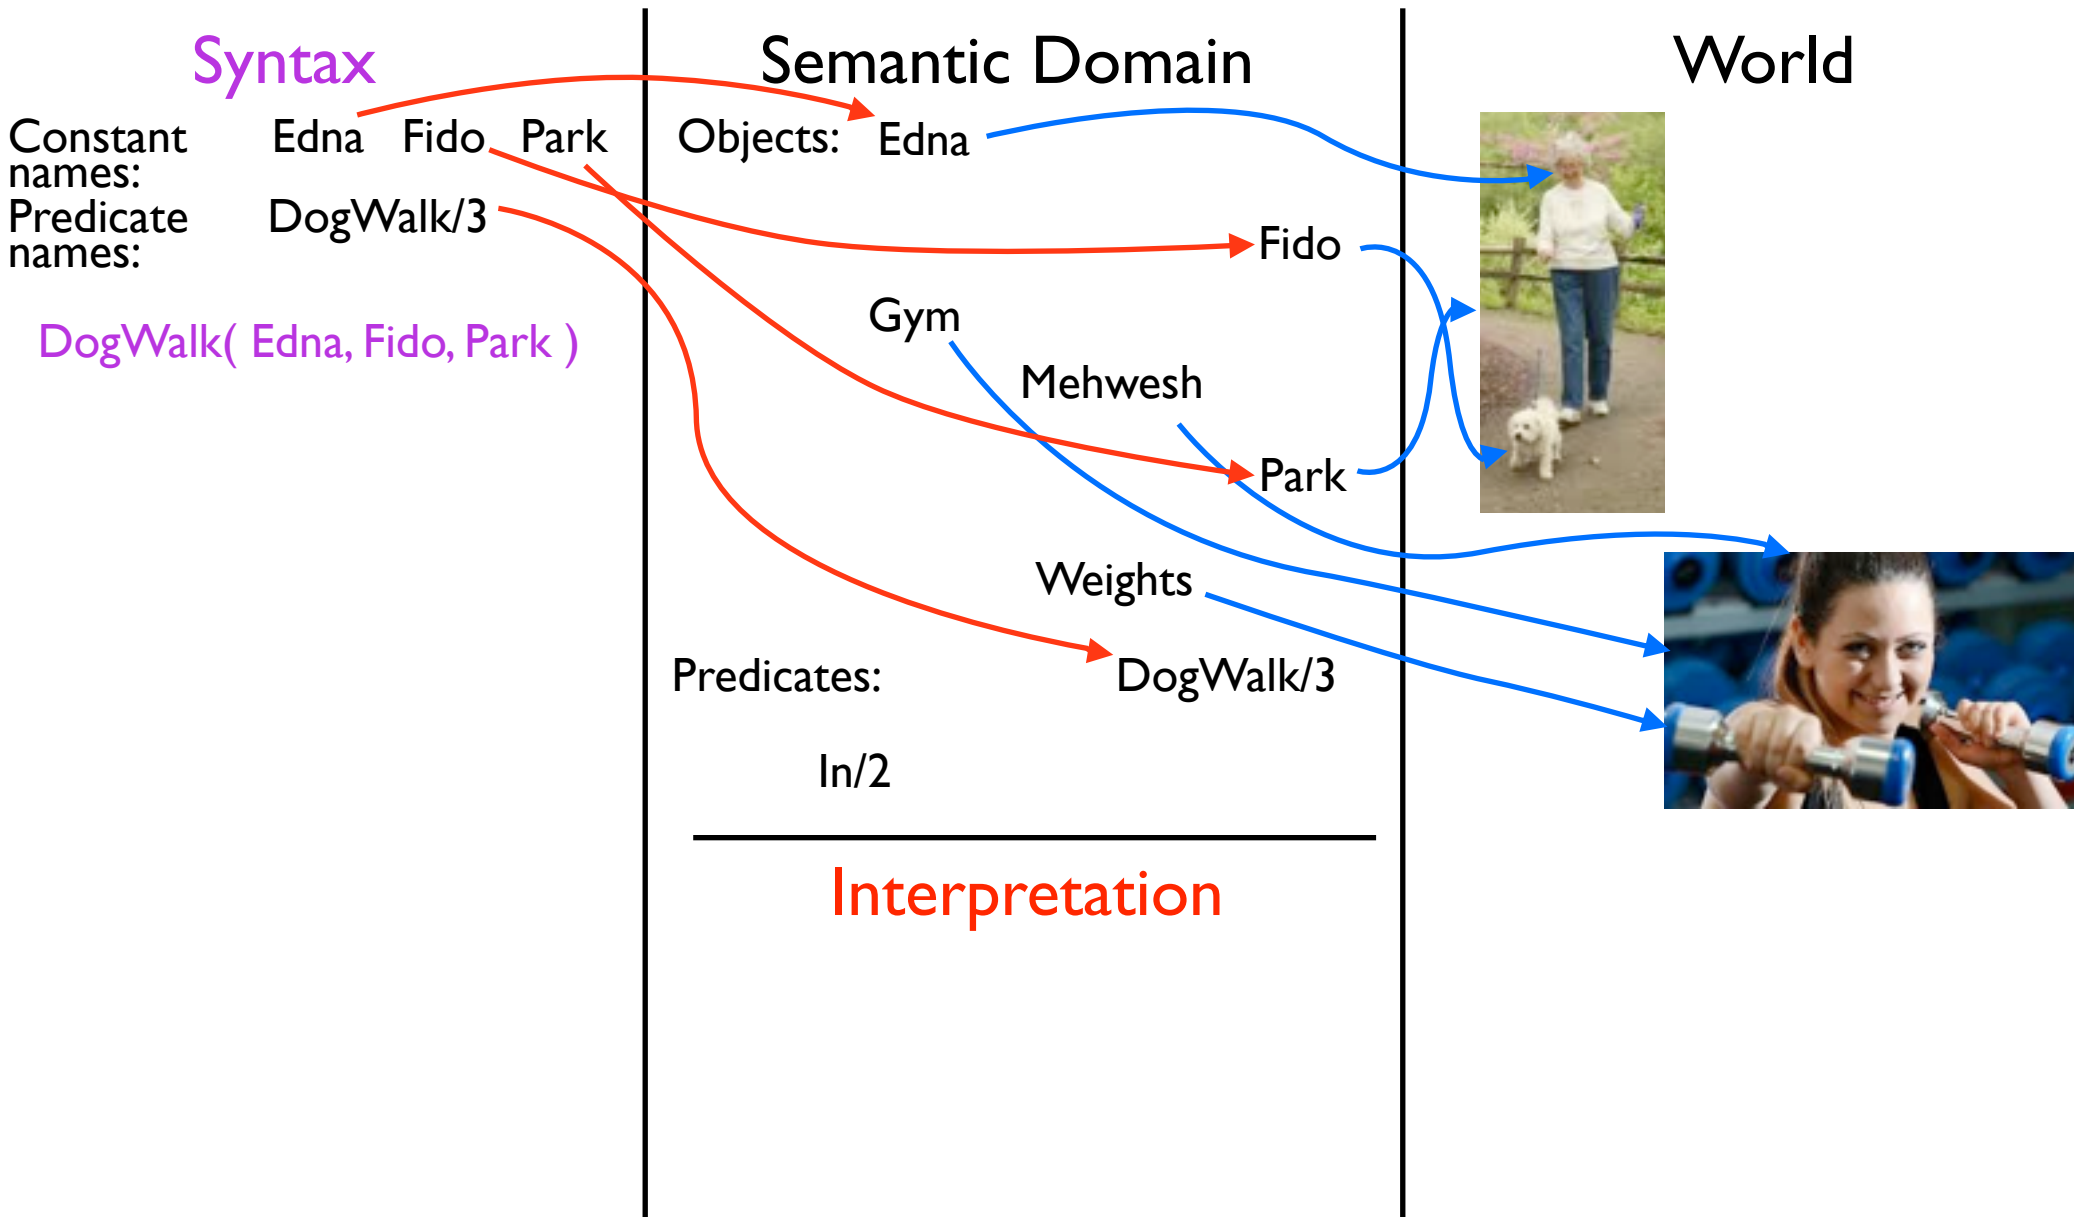 Syntax
Semantic Domain
World
Constant names:
Edna Fido Park
Predicate names:
DogWalk/3
DogWalk( Edna, Fido, Park )
Objects: Edna
Fido
Gym
Mehwesh
Park
Weights
Predicates: DogWalk/3
In/2
Interpretation